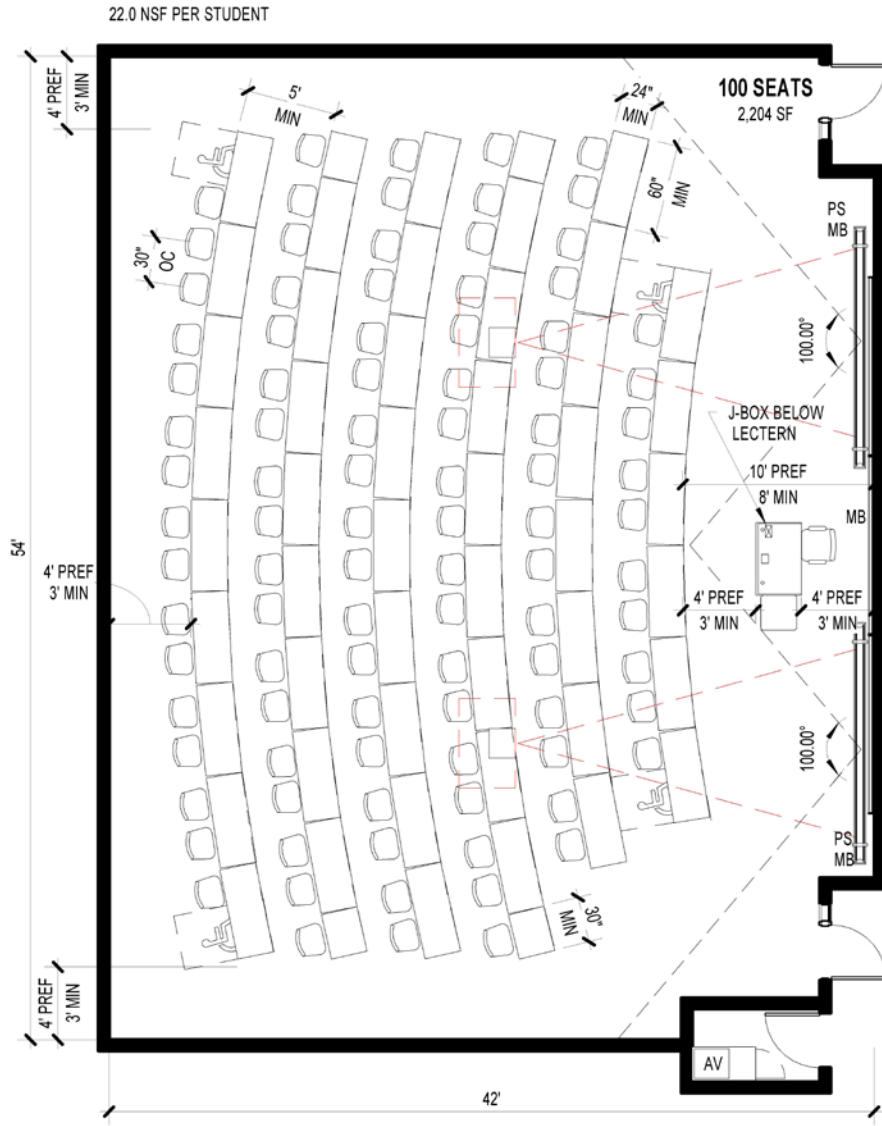 22.0 NSF PER STUDENT
4' PREF
3' MIN
5'
MIN
24"
MIN
100 SEATS
2,204 SF
60"
MIN
30"
OC
PS
MB
100.00°
J-BOX BELOW
LECTERN
10' PREF
8' MIN
MB
54'
4' PREF
3' MIN
4' PREF
3' MIN
4' PREF
3' MIN
100.00°
PS
MB
30"
MIN
4' PREF
3' MIN
AV
42'